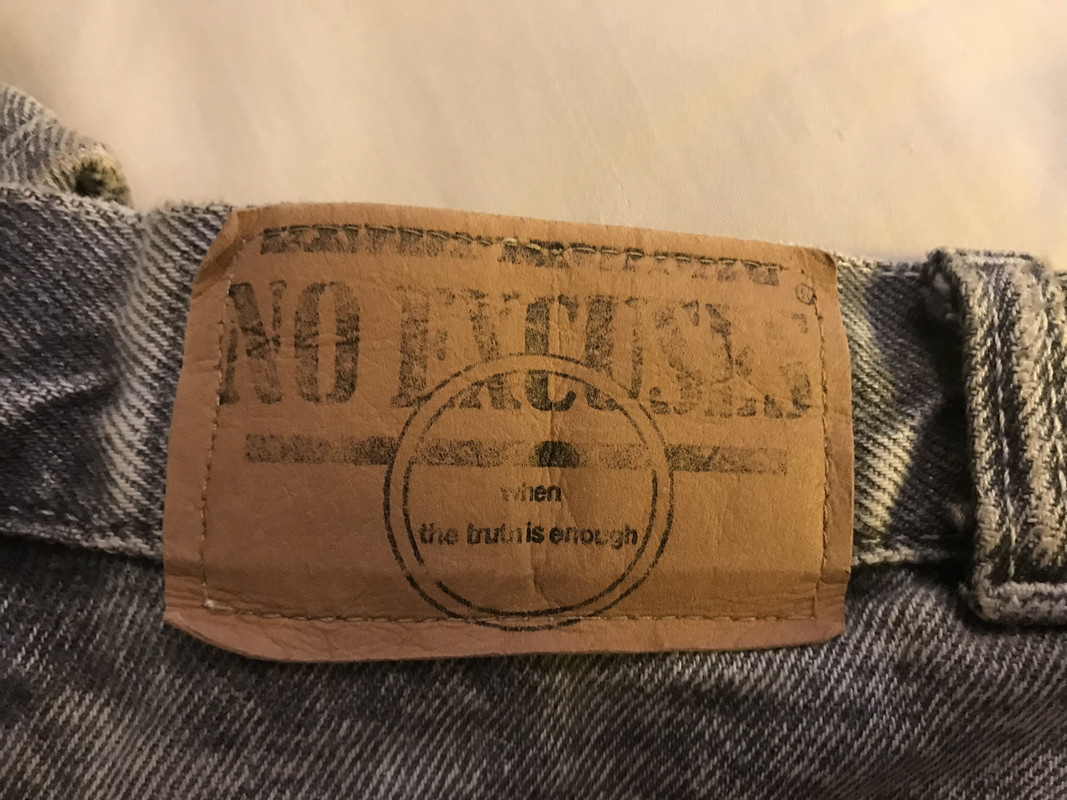 ®
NO EXCUSES
when
the truth is enough